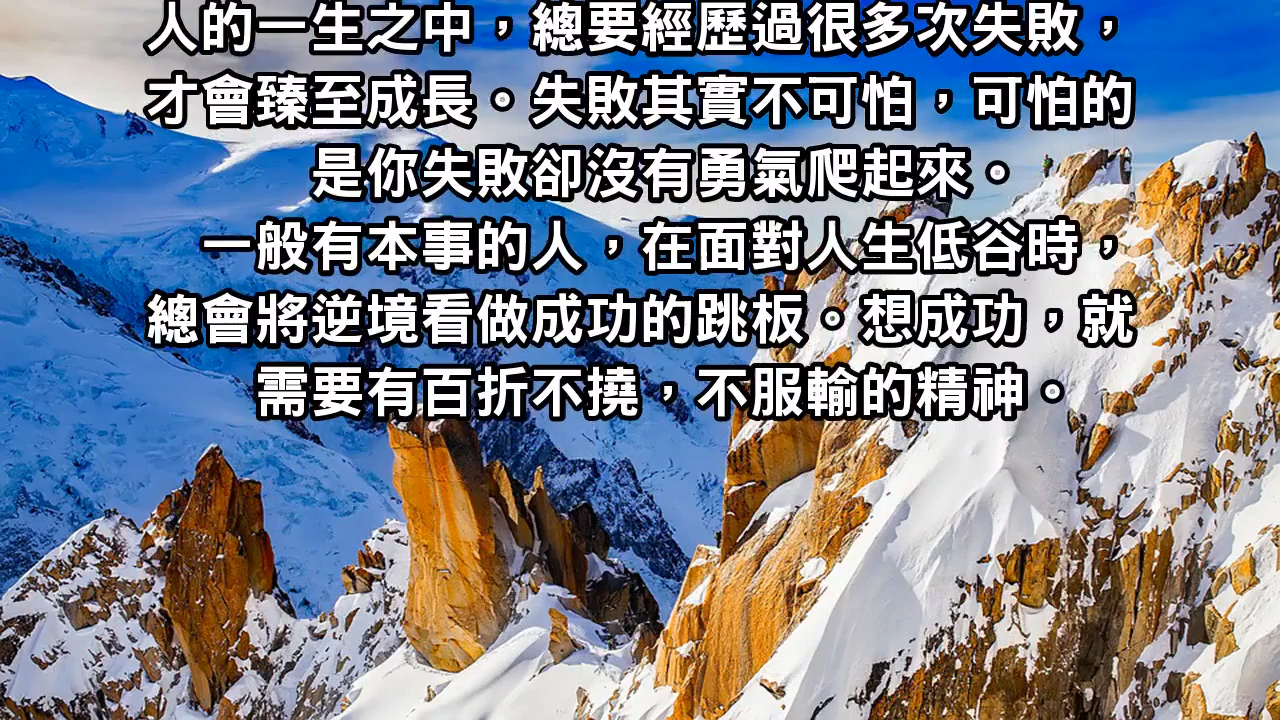 人的一生之中，總要經歷過很多次失敗，
才會臻至成長。失敗其實不可怕，可怕的
是你失敗卻沒有勇氣爬起來。
一般有本事的人，在面對人生低谷時，
總會將逆境看做成功的跳板。想成功，就
需要有百折不撓，不服輸的精神。